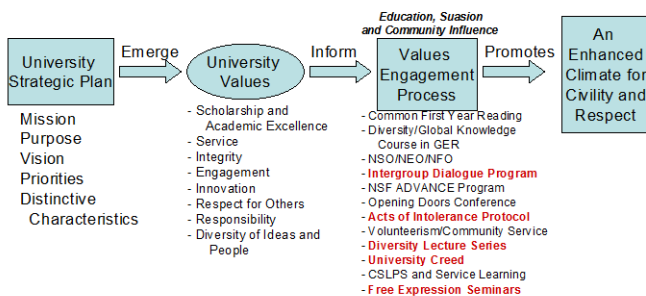 Education, Suasion
and Community Influence
University
Strategic Plan
Emerge
University
Values
Inform
Values
Engagement
Process
Promotes
An
Enhanced
Climate for
Civility and
Respect
Mission
Purpose
Vision
Priorities
Distinctive
Characteristics
- Scholarship and
Academic Excellence
- Service
- Integrity
- Engagement
- Innovation
- Respect for Others
- Responsibility
- Diversity of Ideas and
People
- Common First Year Reading
- Diversity/Global Knowledge
Course in GER
- NSO/NEO/NFO
- Intergroup Dialogue Program
- NSF ADVANCE Program
- Opening Doors Conference
- Acts of Intolerance Protocol
- Volunteerism/Community Service
- Diversity Lecture Series
- University Creed
- CSLPS and Service Learning
- Free Expression Seminars